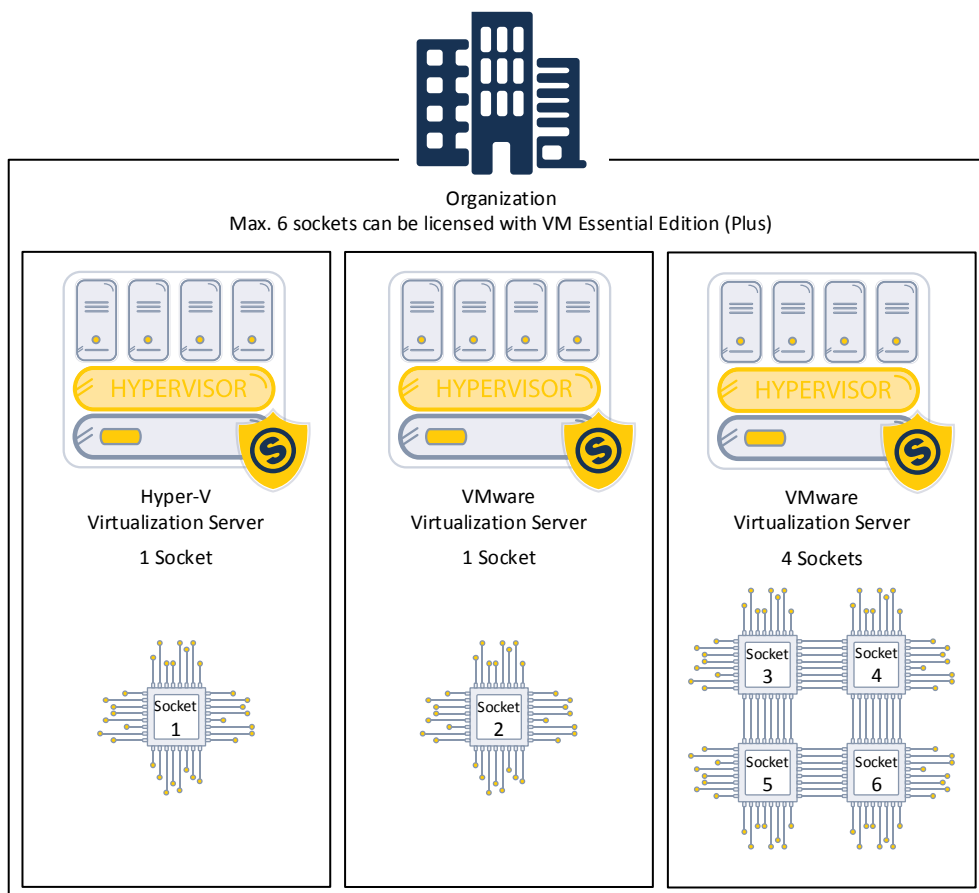 Organization
Max. 6 sockets can be licensed with VM Essential Edition (Plus)
HYPERVISOR
S
Hyper-V
Virtualization Server
1 Socket
Socket
1
HYPERVISOR
S
VMware
Virtualization Server
1 Socket
Socket
2
HYPERVISOR
S
VMware
Virtualization Server
4 Sockets
Socket
3
Socket
4
Socket
5
Socket
6